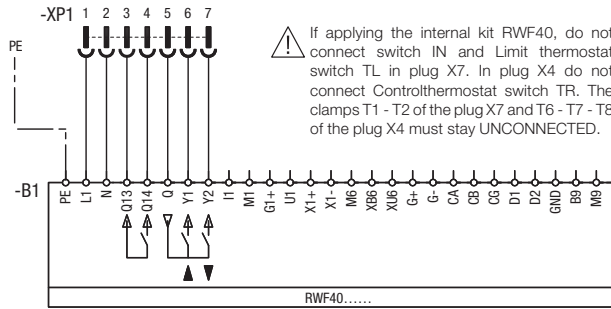 -XP1 1 2 3 4 5 6 7
PE
If applying the internal kit RWF40, do not
connect switch IN and Limit thermostat
switch TL in plug X7. In plug X4 do not
connect Controlthermostat switch TR. The
clamps T1 - T2 of the plug X7 and T6 - T7 - T8
of the plug X4 must stay UNCONNECTED.
-B1
PE L1 N Q13 Q14 Q Y1 Y2 I1 M1 G1+ U1 X1+ X1- M6 XB6 XU6 G+ G- CA CB CG D1 D2 GND B9 M9
RWF40......